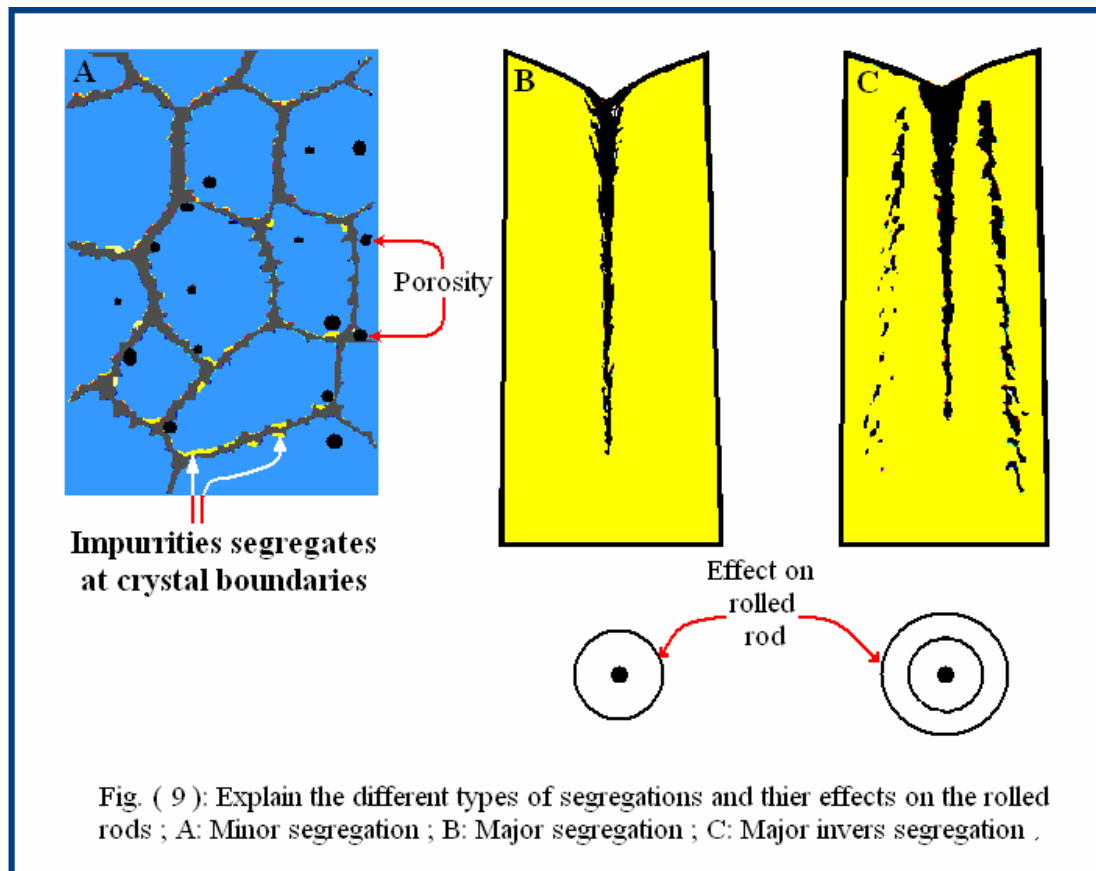 A
B
C
Porosity
Impurrities segregates
at crystal boundaries
Effect on
rolled
rod
Fig. ( 9 ): Explain the different types of segregations and thier effects on the rolled
rods ; A: Minor segregation ; B: Major segregation ; C: Major invers segregation .